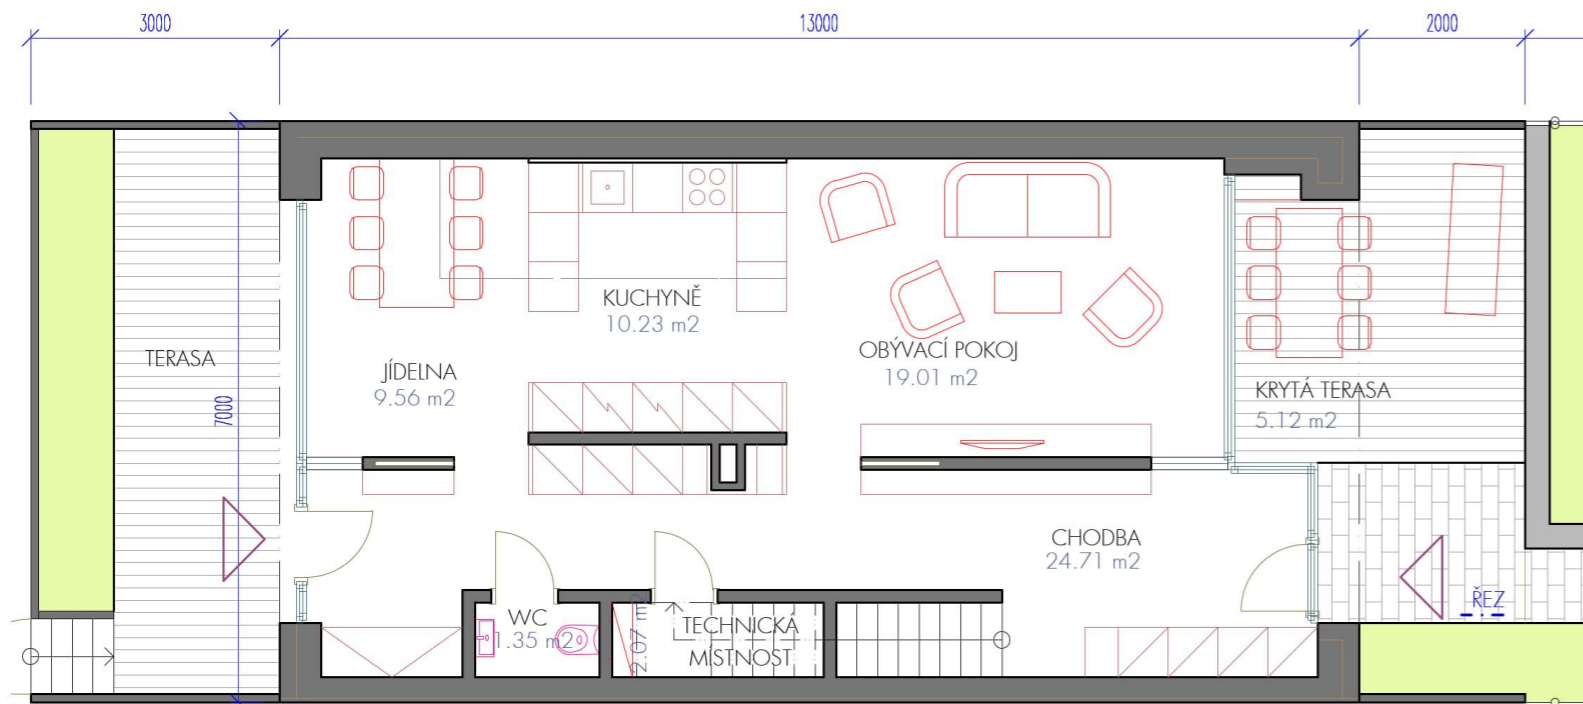 3000
13000
2000
7000
TERASA
JÍDELNA
9.56 m2
KUCHYNĚ
10.23 m2
OBÝVACÍ POKOJ
19.01 m2
KRYTÁ TERASA
5.12 m2
CHODBA
24.71 m2
ŘEZ
WC
1.35 m2
2.07 m2
TECHNICKÁ
MÍSTNOST